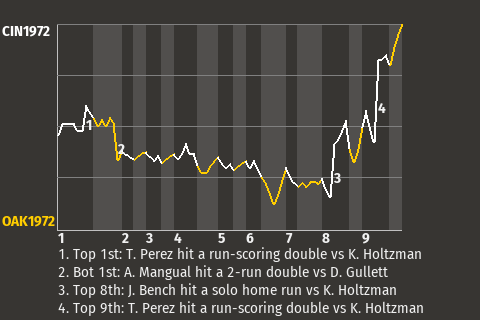 CIN1972
1
2
4
3
OAK1972
1 2 3 4 5 6 7 8 9
1. Top 1st: T. Perez hit a run-scoring double vs K. Holtzman
2. Bot 1st: A. Mangual hit a 2-run double vs D. Gullett
3. Top 8th: J. Bench hit a solo home run vs K. Holtzman
4. Top 9th: T. Perez hit a run-scoring double vs K. Holtzman